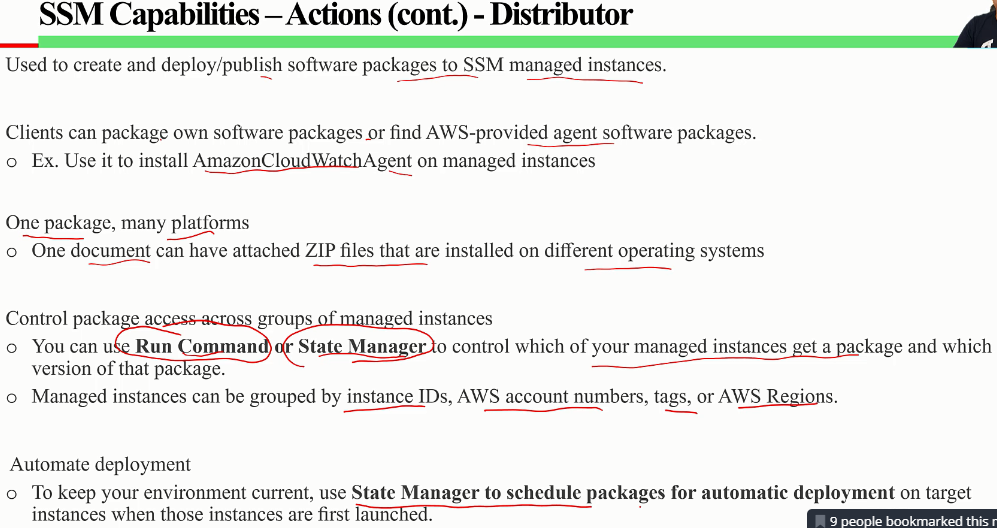 SSM Capabilities – Actions (cont.) - Distributor
Used to create and deploy/publish software packages to SSM managed instances.
Clients can package own software packages or find AWS-provided agent software packages.
o Ex. Use it to install AmazonCloudWatchAgent on managed instances
One package, many platforms
o One document can have attached ZIP files that are installed on different operating systems
Control package access across groups of managed instances
o You can use Run Command or State Manager to control which of your managed instances get a package and which
version of that package.
o Managed instances can be grouped by instance IDs, AWS account numbers, tags, or AWS Regions.
Automate deployment
o To keep your environment current, use State Manager to schedule packages for automatic deployment on target
instances when those instances are first launched.
9 people bookmarked this